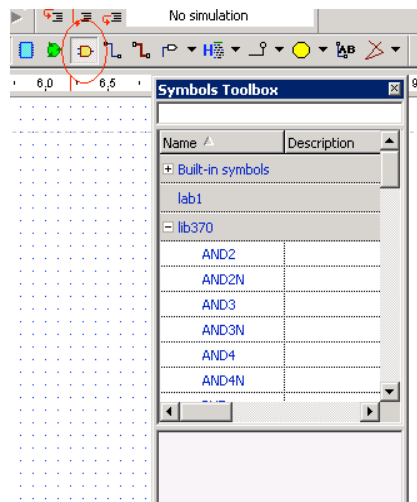 No simulation
6,0 6,5 9
Symbols Toolbox
Name Description
Built-in symbols
lab1
lib370
AND2
AND2N
AND3
AND3N
AND4
AND4N